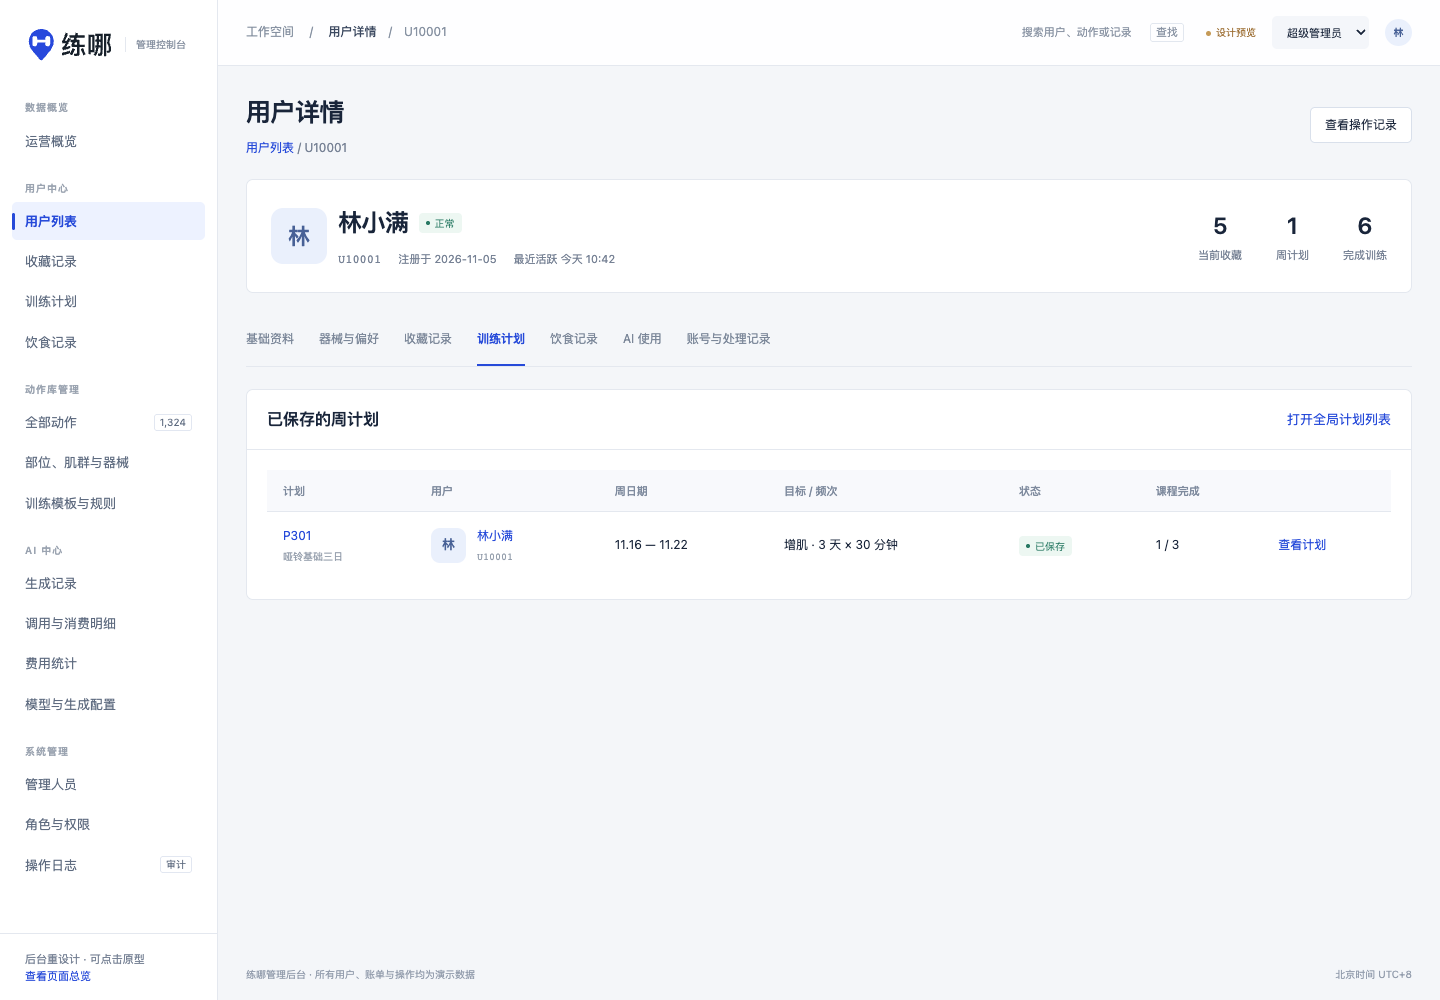 练哪 管理控制台
数据概览
运营概览
用户中心
用户列表
收藏记录
训练计划
饮食记录
动作库管理
全部动作 1,324
部位、肌群与器械
训练模板与规则
AI 中心
生成记录
调用与消费明细
费用统计
模型与生成配置
系统管理
管理人员
角色与权限
操作日志 审计
后台重设计 · 可点击原型
查看页面总览
工作空间 / 用户详情 / U10001
搜索用户、动作或记录 查找 设计预览 超级管理员 林
用户详情
用户列表 / U10001
查看操作记录
林 林小满 正常
U10001 注册于 2026-11-05 最近活跃 今天 10:42
5 1 6
当前收藏 周计划 完成训练
基础资料 器械与偏好 收藏记录 训练计划 饮食记录 AI 使用 账号与处理记录
已保存的周计划 打开全局计划列表
计划 用户 周日期 目标 / 频次 状态 课程完成
P301 林 林小满 11.16 — 11.22 增肌 · 3 天 × 30 分钟 已保存 1 / 3 查看计划
哑铃基础三日 U10001
练哪管理后台 · 所有用户、账单与操作均为演示数据 北京时间 UTC+8